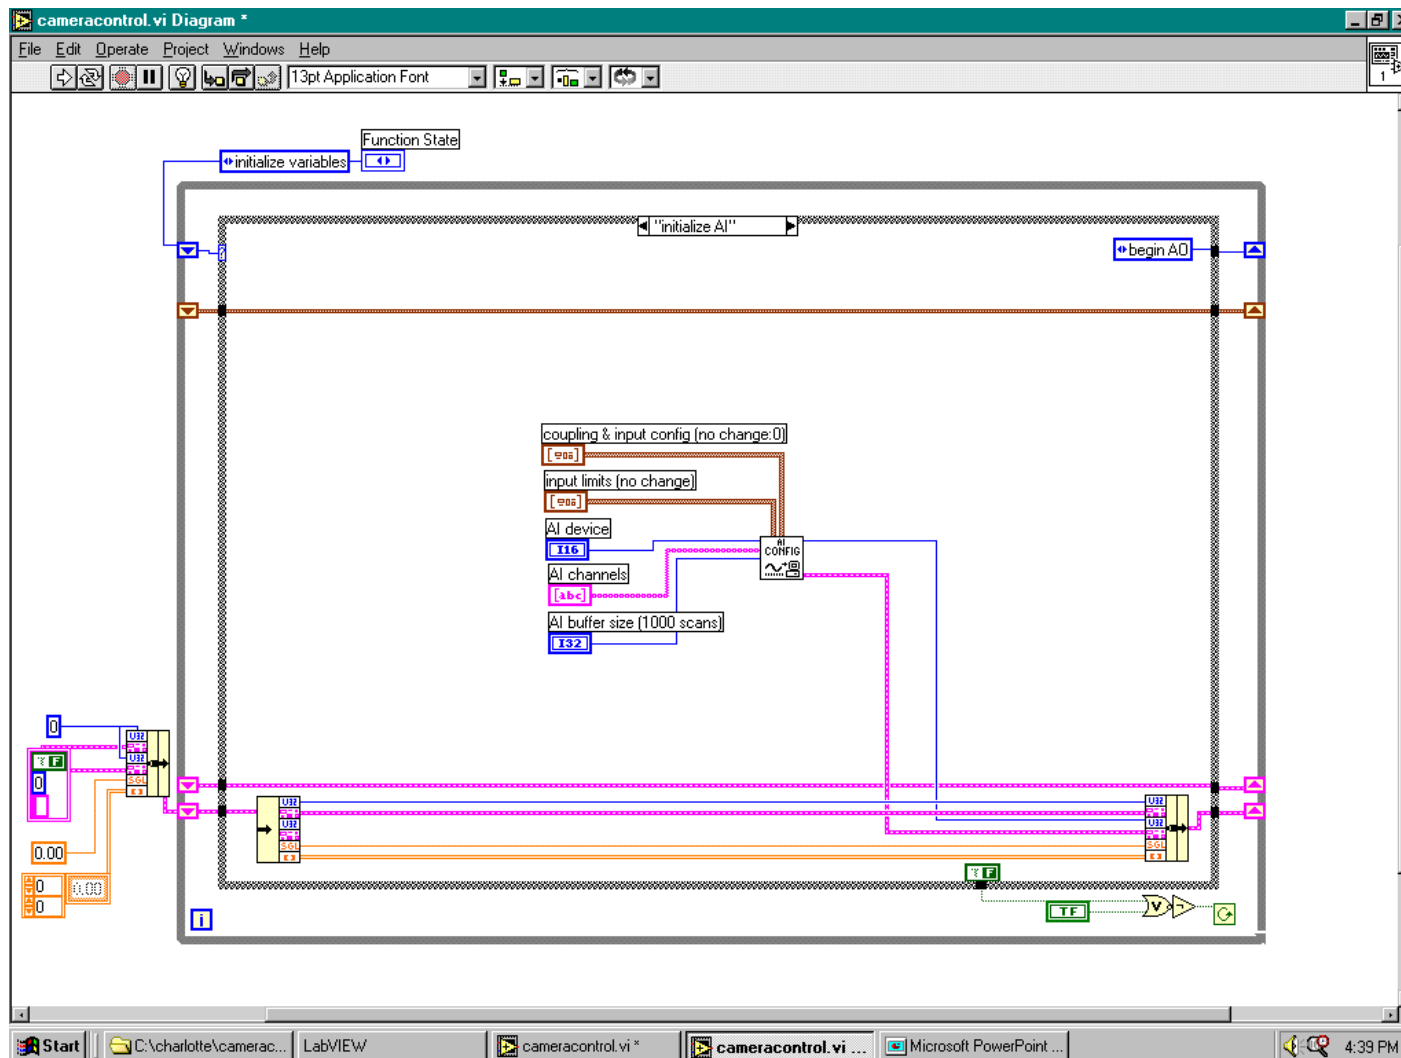 cameracontrol.vi Diagram *
File Edit Operate Project Windows Help
13pt Application Font
1
Function State
initialize variables
"initialize AI"
?
begin AO
coupling & input config (no change:0)
input limits (no change)
AI device
I16
AI CONFIG
AI channels
[abc]
AI buffer size (1000 scans)
I32
0
U32
U32
SGL
F
0
0.00
0
0.00
0
U32
U32
SGL
U32
U32
SGL
F
TF
V
i
Start
C:\charlotte\camerac...
LabVIEW
cameracontrol.vi *
cameracontrol.vi ...
Microsoft PowerPoint ...
4:39 PM